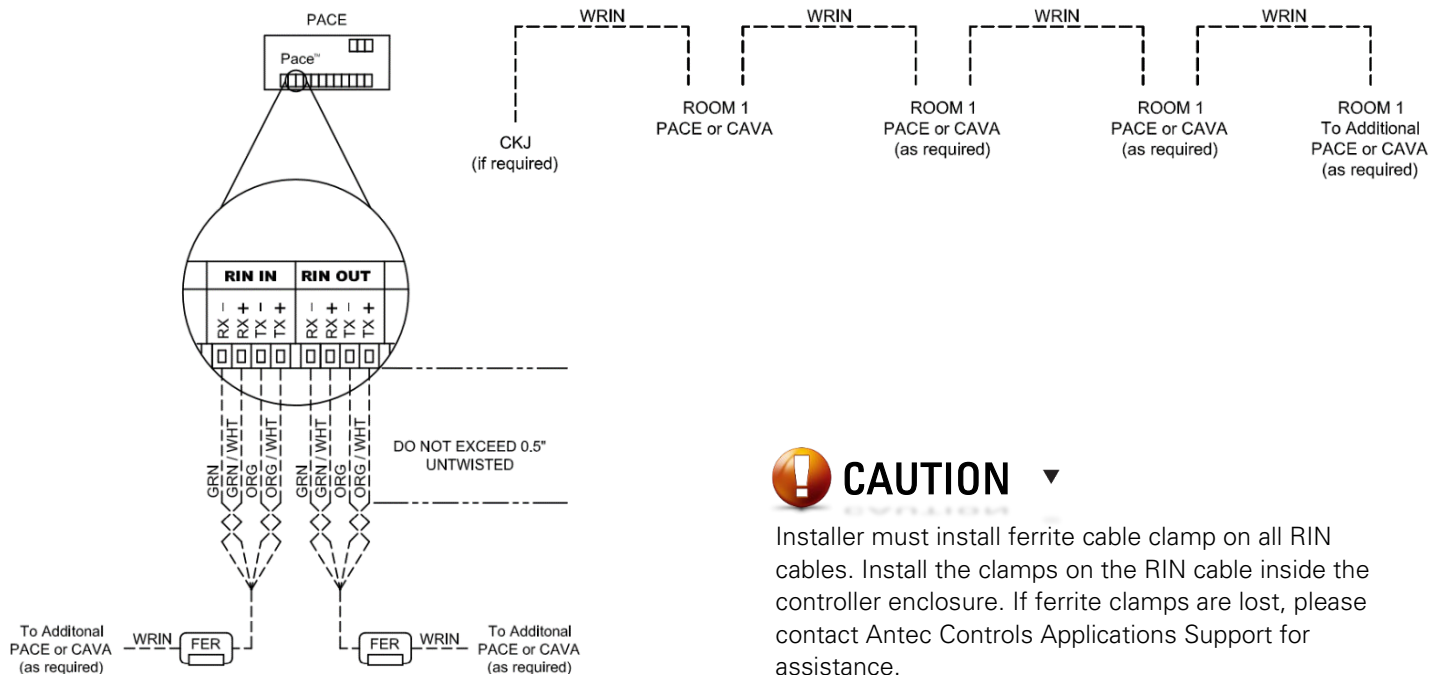 PACE
Pace™
WRIN
WRIN
WRIN
WRIN
CKJ
(if required)
ROOM 1
PACE or CAVA
ROOM 1
PACE or CAVA
(as required)
ROOM 1
PACE or CAVA
(as required)
ROOM 1
To Additional
PACE or CAVA
(as required)
RIN IN
RIN OUT
RX -
RX +
TX -
TX +
RX -
RX +
TX -
TX +
GRN
GRN / WHT
ORG
ORG / WHT
GRN
GRN / WHT
ORG
ORG / WHT
DO NOT EXCEED 0.5"
UNTWISTED
To Additonal
PACE or CAVA
(as required)
WRIN
FER
FER
WRIN
To Additonal
PACE or CAVA
(as required)
CAUTION
Installer must install ferrite cable clamp on all RIN
cables. Install the clamps on the RIN cable inside the
controller enclosure. If ferrite clamps are lost, please
contact Antec Controls Applications Support for
assistance.